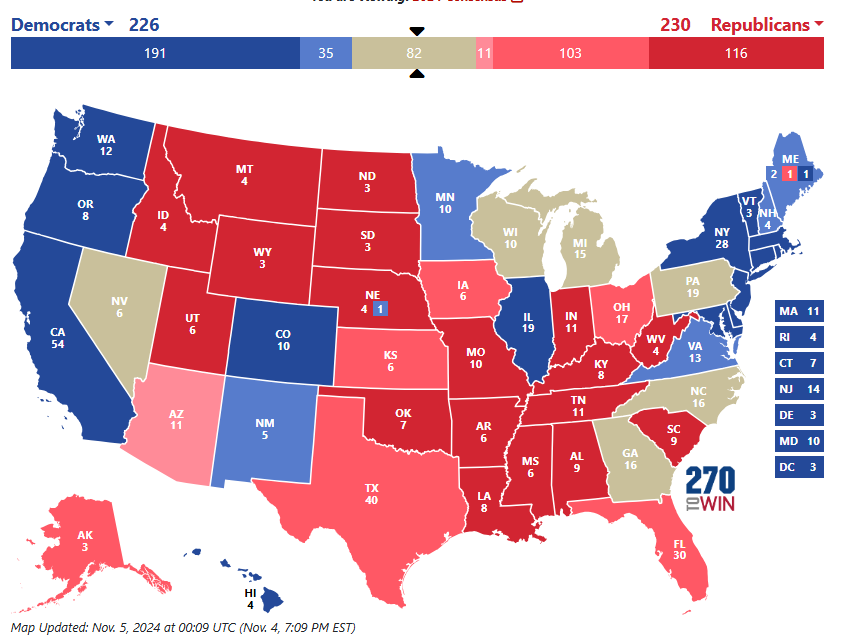 You are viewing: 2024 Consensus
Democrats 226
230 Republicans
191 35 82 11 103 116
WA
12
OR
8
CA
54
NV
6
ID
4
MT
4
WY
3
UT
6
AZ
11
CO
10
NM
5
ND
3
SD
3
NE
4 1
KS
6
OK
7
TX
40
MN
10
IA
6
MO
10
AR
6
LA
8
WI
10
IL
19
MI
15
IN
11
OH
17
KY
8
TN
11
MS
6
AL
9
GA
16
FL
30
SC
9
NC
16
VA
13
WV
4
PA
19
NY
28
VT
3
NH
4
ME
2 1 1
MA 11
RI 4
CT 7
NJ 14
DE 3
MD 10
DC 3
AK
3
HI
4
270
TO WIN
Map Updated: Nov. 5, 2024 at 00:09 UTC (Nov. 4, 7:09 PM EST)